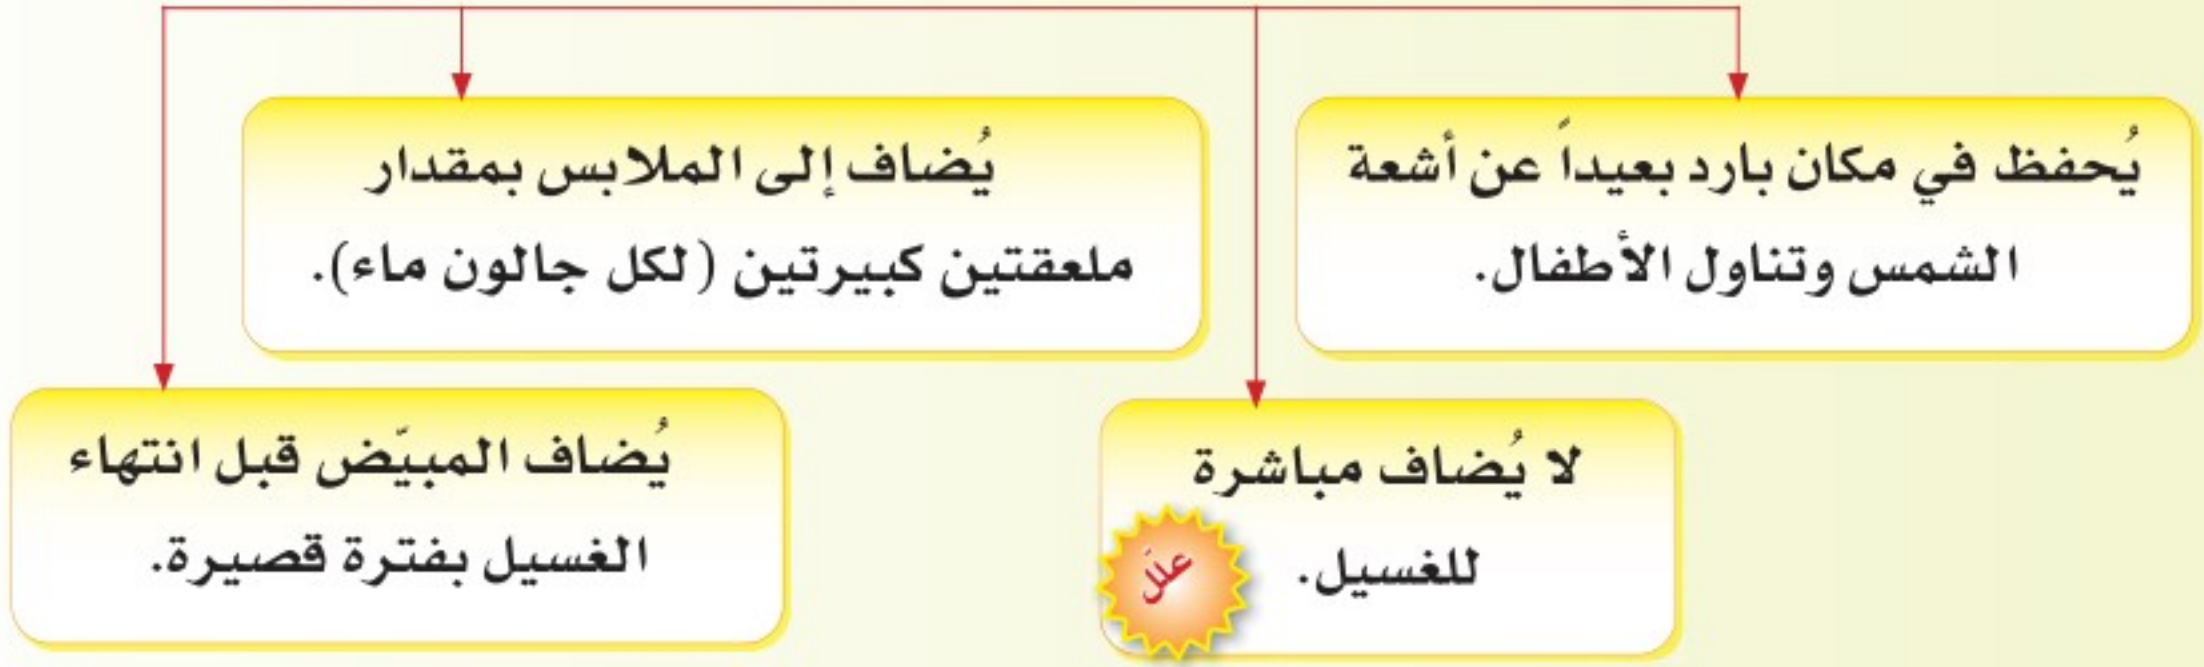 يُحفظ في مكان بارد بعيداً عن أشعة
الشمس وتناول الأطفال.
يُضاف إلى الملابس بمقدار
ملعقتين كبيرتين (لكل جالون ماء).
لا يُضاف مباشرة
للغسيل.
علل
يُضاف المبيّض قبل انتهاء
الغسيل بفترة قصيرة.